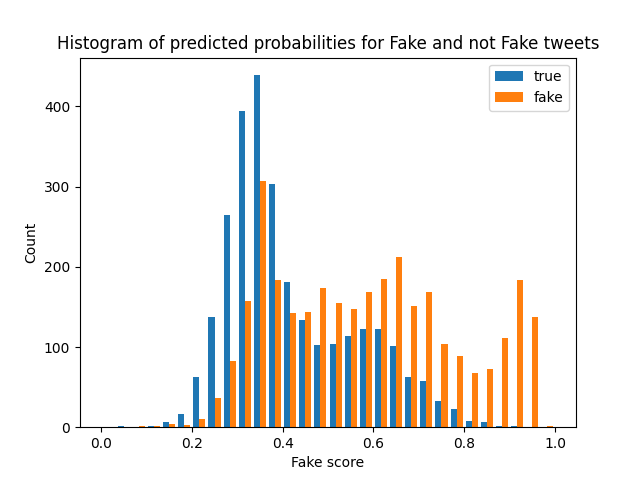 Histogram of predicted probabilities for Fake and not Fake tweets
true
fake
400
300
200
100
0
Count
0.0 0.2 0.4 0.6 0.8 1.0
Fake score